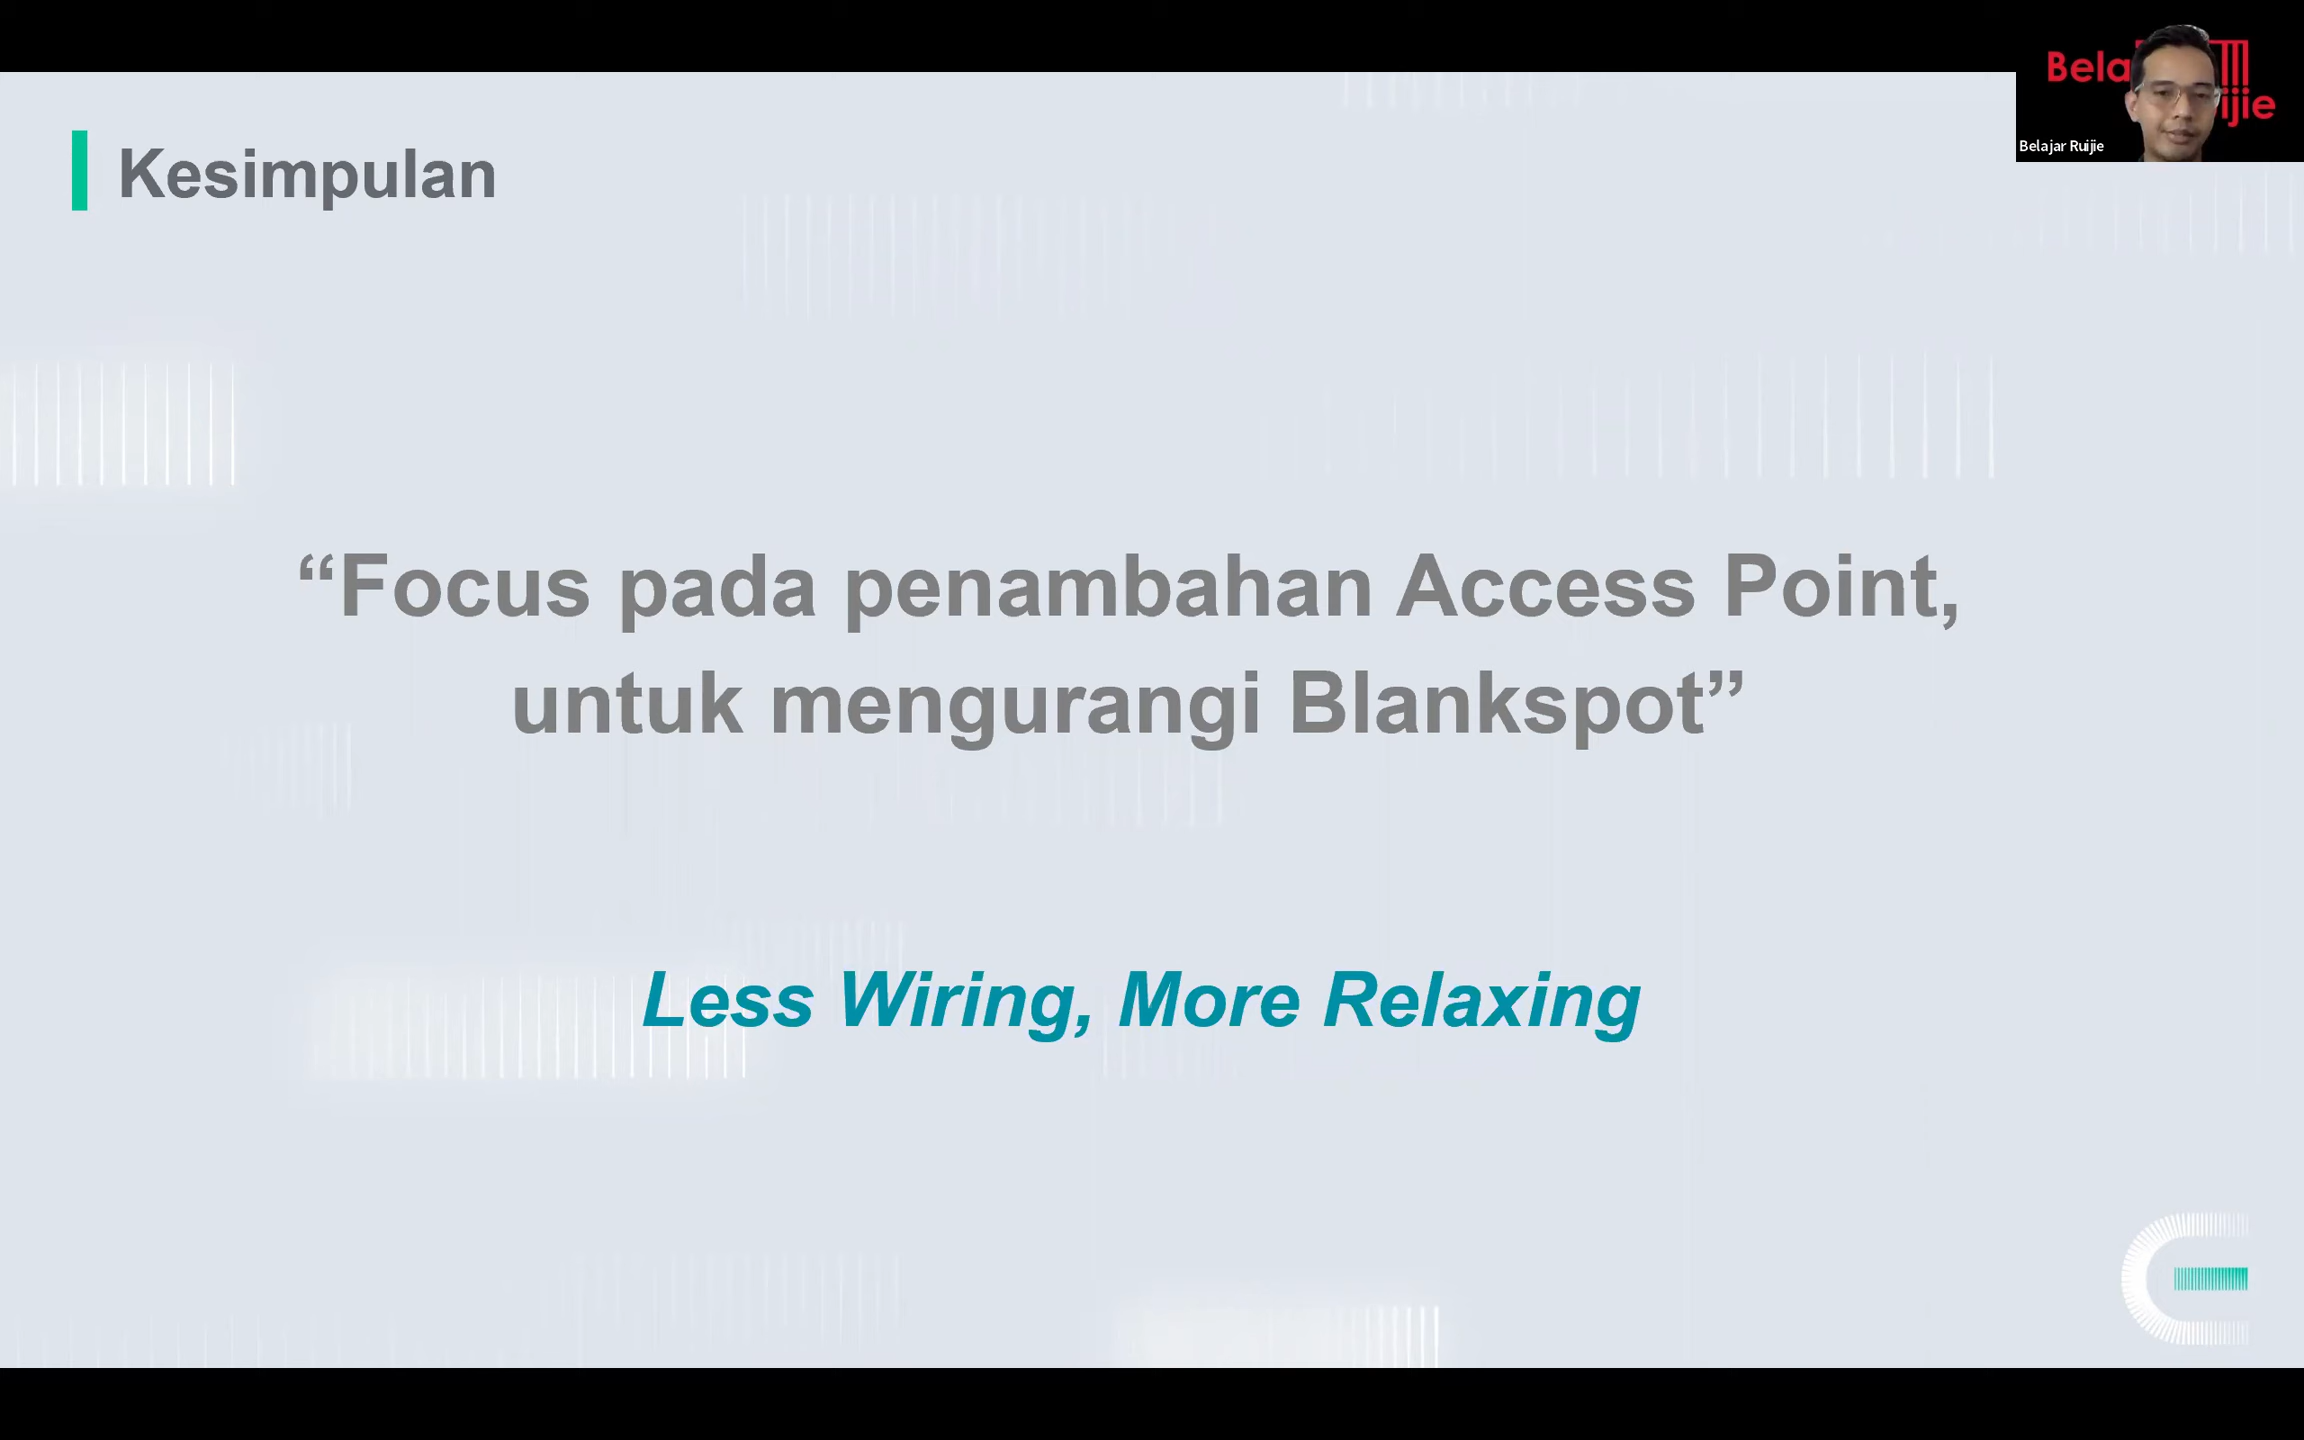 Kesimpulan
“Focus pada penambahan Access Point,
untuk mengurangi Blankspot”
Less Wiring, More Relaxing
Belajar Ruijie